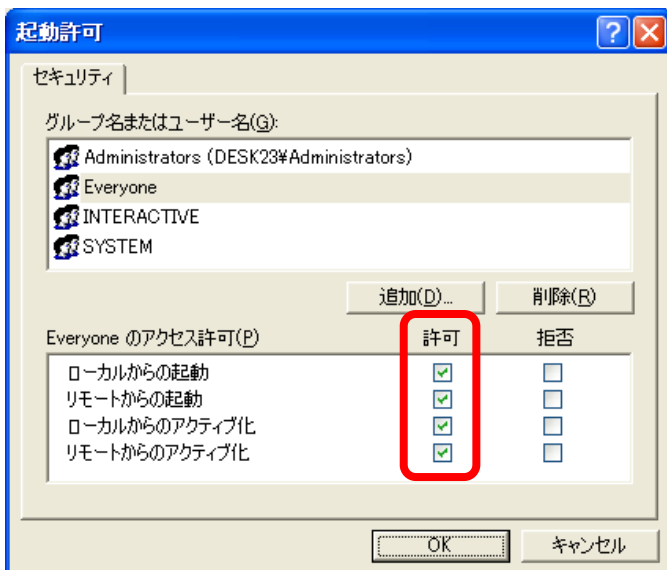 起動許可
セキュリティ
グループ名またはユーザー名(G):
Administrators (DESK23¥Administrators)
Everyone
INTERACTIVE
SYSTEM
追加(D)... 削除(R)
Everyone のアクセス許可(P) 許可 拒否
ローカルからの起動
リモートからの起動
ローカルからのアクティブ化
リモートからのアクティブ化
OK キャンセル